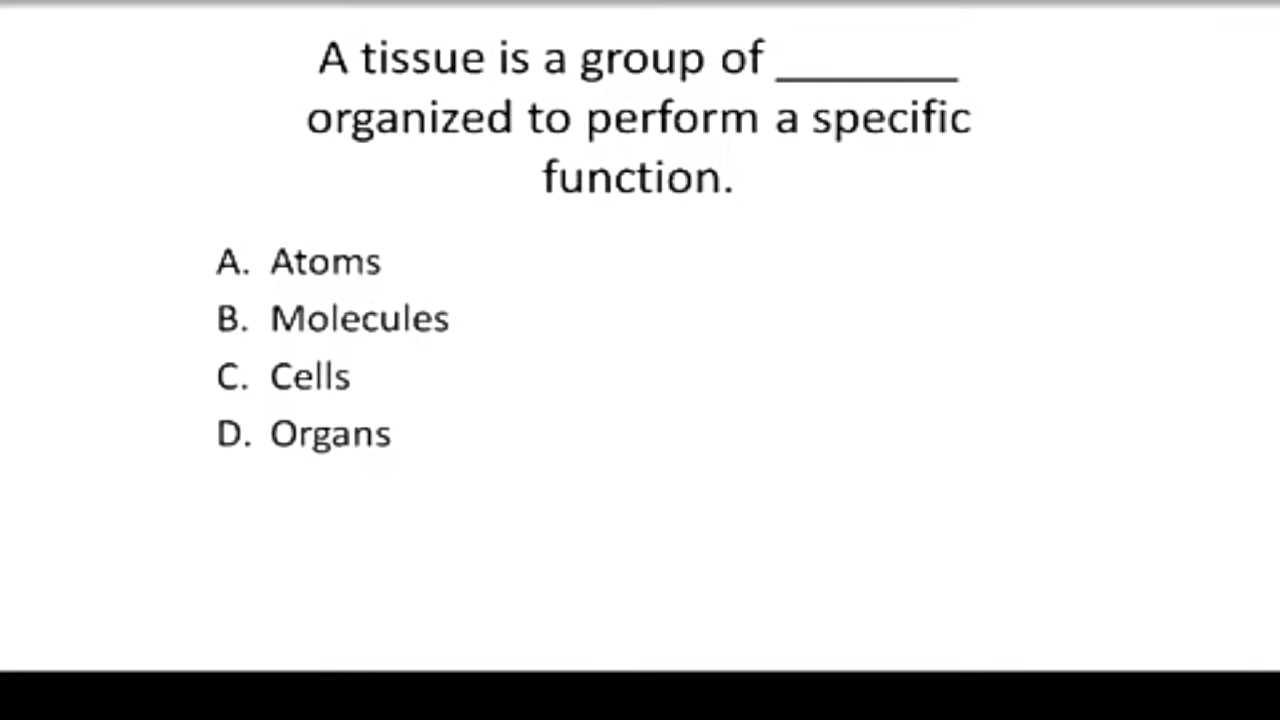 A tissue is a group of ________
organized to perform a specific
function.
A. Atoms
B. Molecules
C. Cells
D. Organs